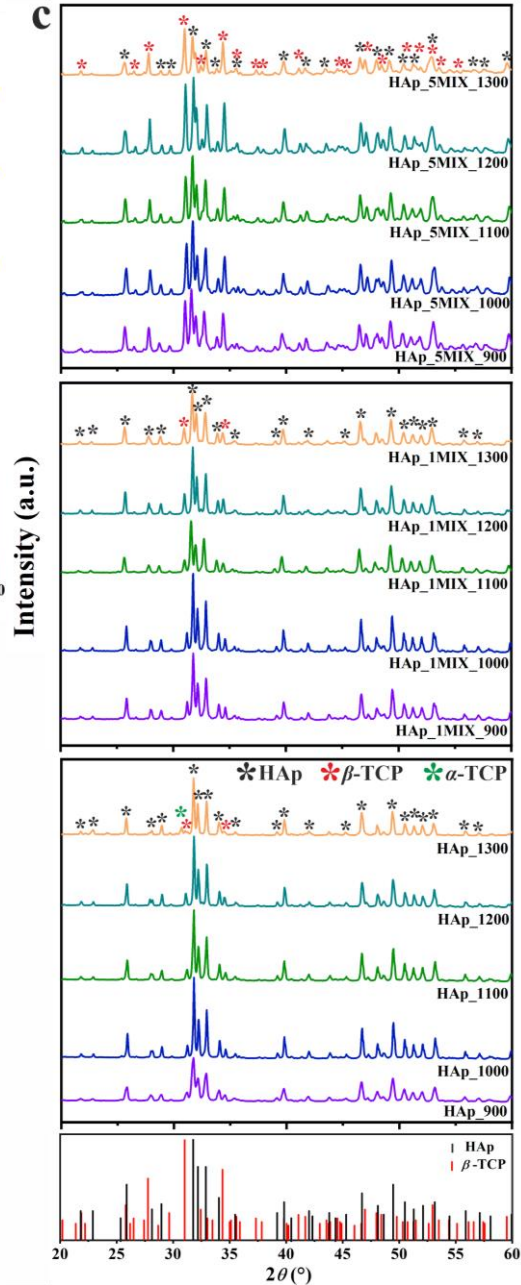 c
HAp_5MIX_1300
HAp_5MIX_1200
HAp_5MIX_1100
HAp_5MIX_1000
HAp_5MIX_900
HAp_1MIX_1300
HAp_1MIX_1200
HAp_1MIX_1100
HAp_1MIX_1000
HAp_1MIX_900
0
Intensity (a.u.)
*HAp *β-TCP *α-TCP
HAp_1300
HAp_1200
HAp_1100
HAp_1000
HAp_900
HAp
β-TCP
20 25 30 35 40 45 50 55 60
2θ (°)